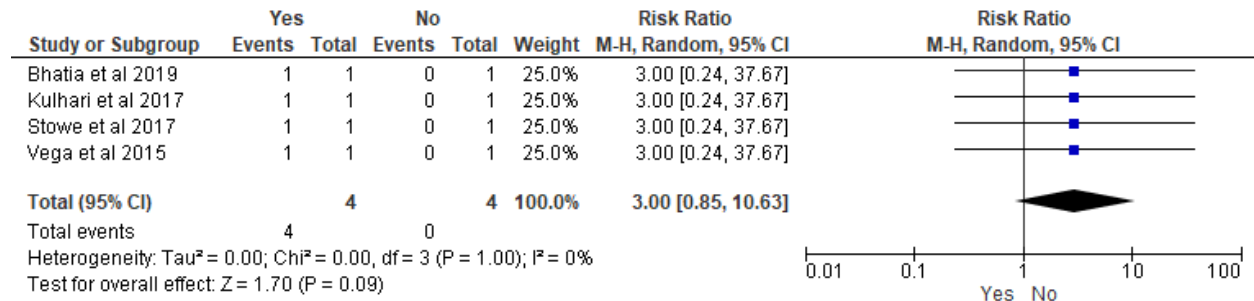 Yes No Risk Ratio Risk Ratio
Study or Subgroup Events Total Events Total Weight M-H, Random, 95% CI M-H, Random, 95% CI
Bhatia et al 2019 1 1 0 1 25.0% 3.00 [0.24, 37.67]
Kulhari et al 2017 1 1 0 1 25.0% 3.00 [0.24, 37.67]
Stowe et al 2017 1 1 0 1 25.0% 3.00 [0.24, 37.67]
Vega et al 2015 1 1 0 1 25.0% 3.00 [0.24, 37.67]
Total (95% CI) 4 4 100.0% 3.00 [0.85, 10.63]
Total events 4 0
Heterogeneity: Tau² = 0.00; Chi² = 0.00, df = 3 (P = 1.00); I² = 0%
Test for overall effect: Z = 1.70 (P = 0.09)
0.01 0.1 1 10 100
Yes No